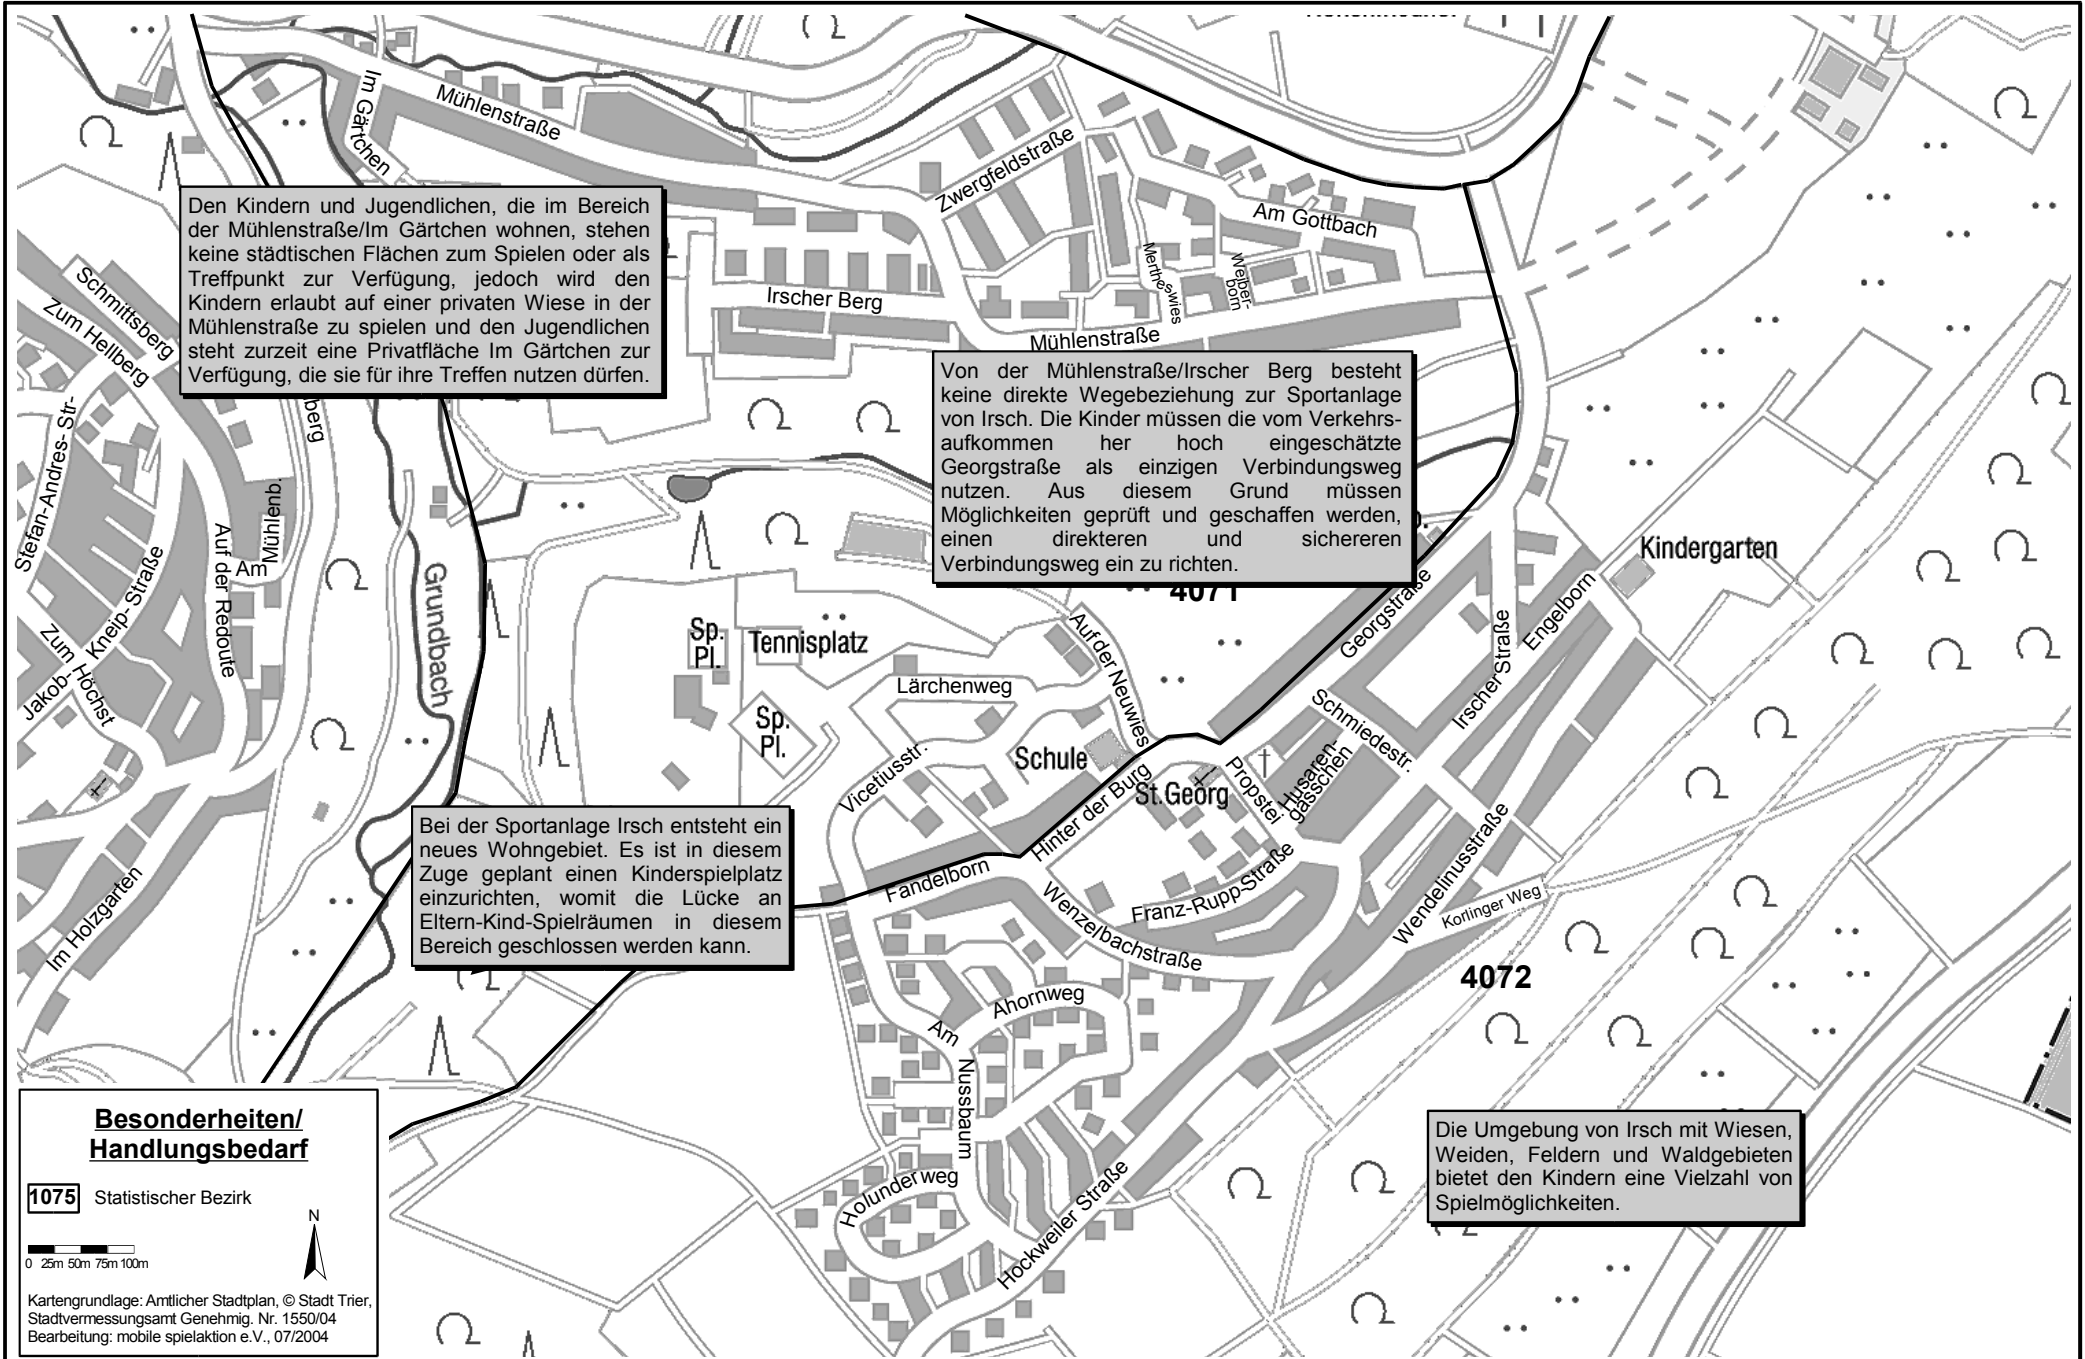 Im Gärtchen
Mühlenstraße
Zwergfeldstraße
Am Gottbach
Den Kindern und Jugendlichen, die im Bereich
der Mühlenstraße/Im Gärtchen wohnen, stehen
keine städtischen Flächen zum Spielen oder als
Treffpunkt zur Verfügung, jedoch wird den
Kindern erlaubt auf einer privaten Wiese in der
Mühlenstraße zu spielen und den Jugendlichen
steht zurzeit eine Privatfläche Im Gärtchen zur
Verfügung, die sie für ihre Treffen nutzen dürfen.
Schmittsberg
Zum Hellberg
berg
Irscher Berg
Mertheswies
Weiber-
born
Mühlenstraße
Von der Mühlenstraße/Irscher Berg besteht
keine direkte Wegebeziehung zur Sportanlage
von Irsch. Die Kinder müssen die vom Verkehrs-
aufkommen her hoch eingeschätzte
Georgstraße als einzigen Verbindungsweg
nutzen. Aus diesem Grund müssen
Möglichkeiten geprüft und geschaffen werden,
einen direkteren und sichereren
Verbindungsweg ein zu richten.
4071
Stefan-Andres- Str-
Auf der Redoute
Am
Mühlenb.
Jakob- Kneip- Straße
Zum Höchst
Grundbach
Im Holzgarten
Kindergarten
Georgstraße
Engelborn
Irscher Straße
Sp.
Pl.
Tennisplatz
Sp.
Pl.
Lärchenweg
Auf der Neuwies
Schmiedestr.
Schule
Vicetiusstr.
St.Georg
Propstei
Husaren-
gässchen
Hinter der Burg
Bei der Sportanlage Irsch entsteht ein
neues Wohngebiet. Es ist in diesem
Zuge geplant einen Kinderspielplatz
einzurichten, womit die Lücke an
Eltern-Kind-Spielräumen in diesem
Bereich geschlossen werden kann.
Fandelborn
Wenzelbachstraße
Franz-Rupp-Straße
Wendelinusstraße
Korlinger Weg
4072
Ahornweg
Am
Nussbaum
Holunderweg
Hockweiler Straße
Die Umgebung von Irsch mit Wiesen,
Weiden, Feldern und Waldgebieten
bietet den Kindern eine Vielzahl von
Spielmöglichkeiten.
Besonderheiten/
Handlungsbedarf
1075 Statistischer Bezirk
N
0 25m 50m 75m 100m
Kartengrundlage: Amtlicher Stadtplan, © Stadt Trier,
Stadtvermessungsamt Genehmig. Nr. 1550/04
Bearbeitung: mobile spielaktion e.V., 07/2004